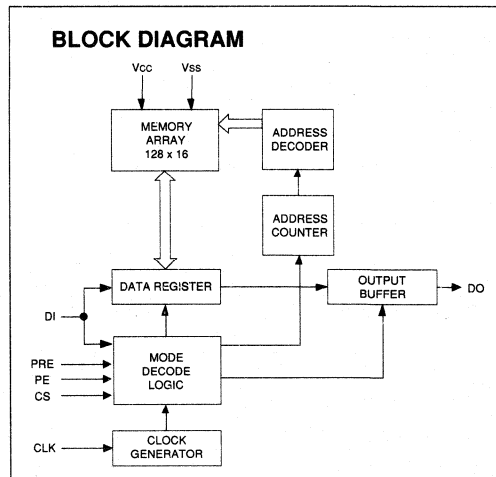 BLOCK DIAGRAM
Vcc
Vss
MEMORY
ARRAY
128 x 16
ADDRESS
DECODER
ADDRESS
COUNTER
DATA REGISTER
OUTPUT
BUFFER
DO
DI
PRE
PE
CS
MODE
DECODE
LOGIC
CLK
CLOCK
GENERATOR